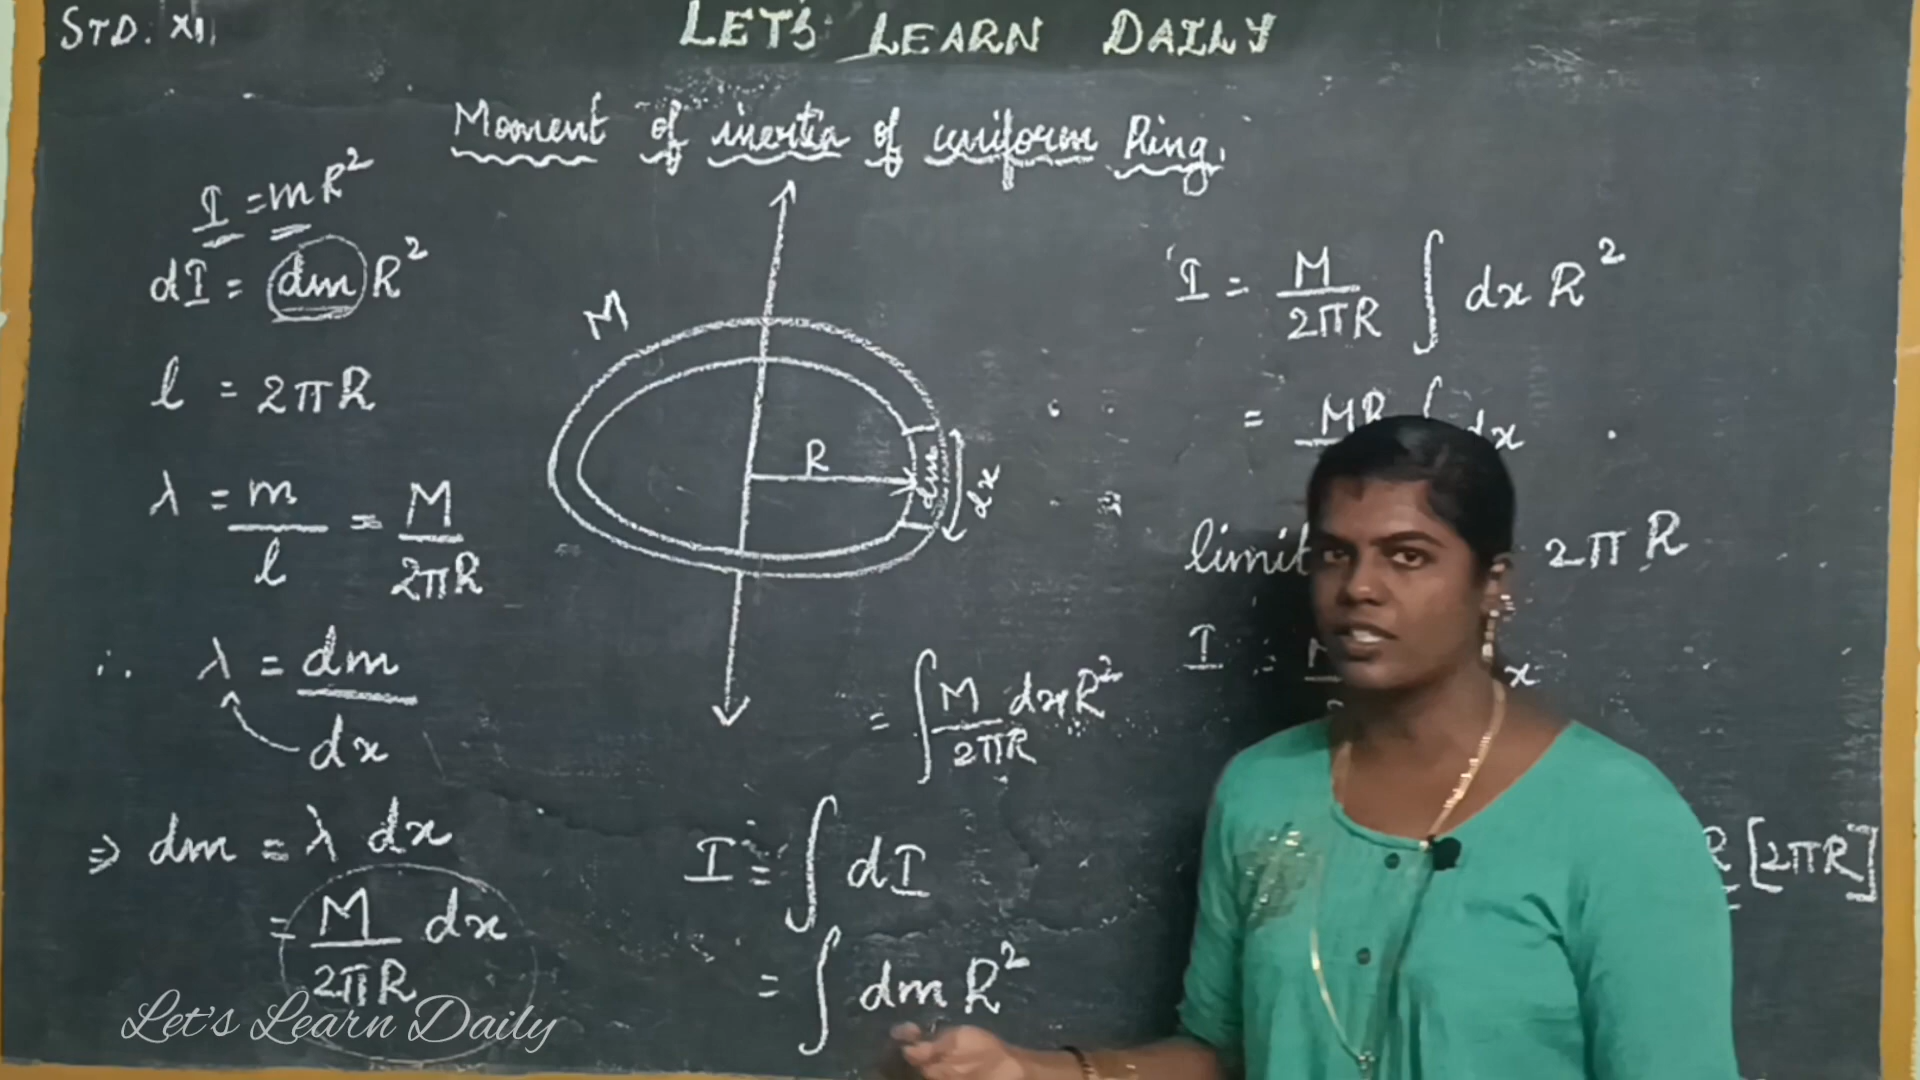 STD. XI
LET'S LEARN DAILY
Moment of inertia of uniform Ring.
I = mR²
dI = dm R²
l = 2πR
λ = m/l = M/2πR
∴ λ = dm/dx
⇒ dm = λ dx
= M/2πR dx
M
R
dm
dx
= ∫ M/2πR dx R²
I = ∫ dI
= ∫ dm R²
I = M/2πR ∫ dx R²
= MR ∫ dx
limit 2πR
I =
x
R [2πR]
Let's Learn Daily